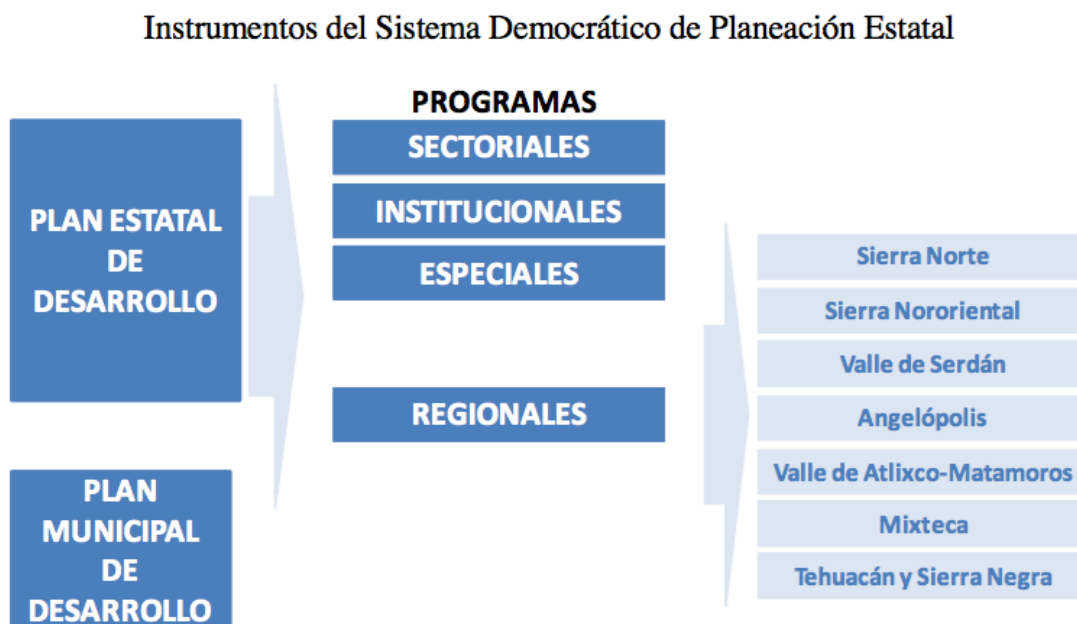 Instrumentos del Sistema Democrático de Planeación Estatal
PLAN ESTATAL
DE
DESARROLLO
PLAN
MUNICIPAL
DE
DESARROLLO
PROGRAMAS
SECTORIALES
INSTITUCIONALES
ESPECIALES
REGIONALES
Sierra Norte
Sierra Nororiental
Valle de Serdán
Angelópolis
Valle de Atlixco-Matamoros
Mixteca
Tehuacán y Sierra Negra